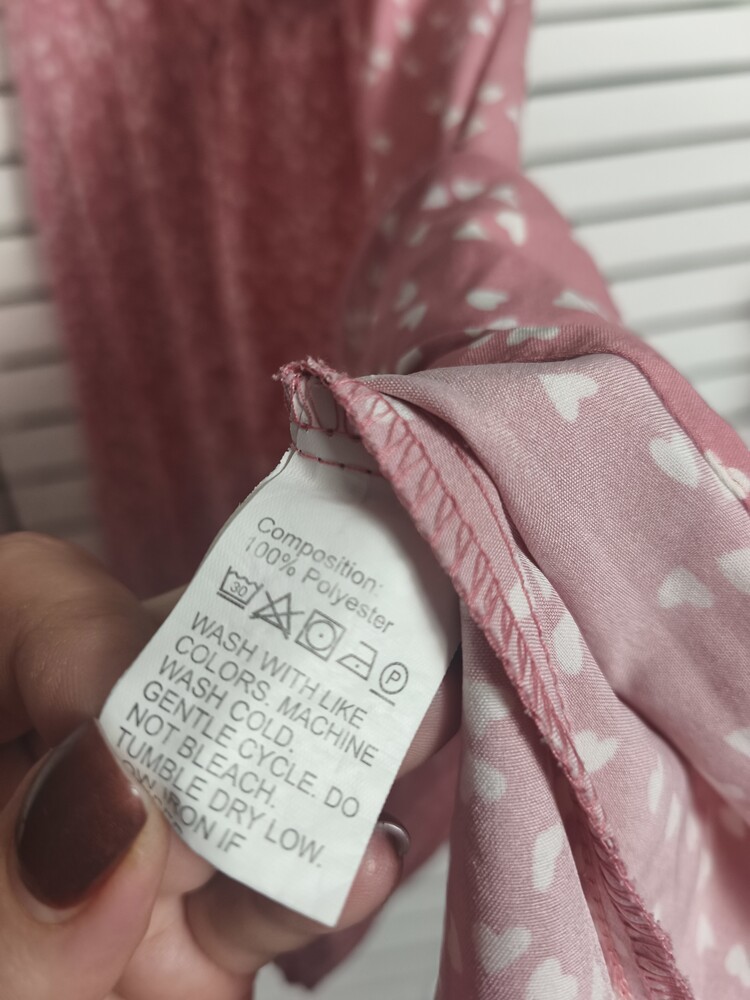 Composition:
100% Polyester
30 P
WASH WITH LIKE
COLORS. MACHINE
WASH COLD.
GENTLE CYCLE. DO
NOT BLEACH.
TUMBLE DRY LOW.
IRON IF